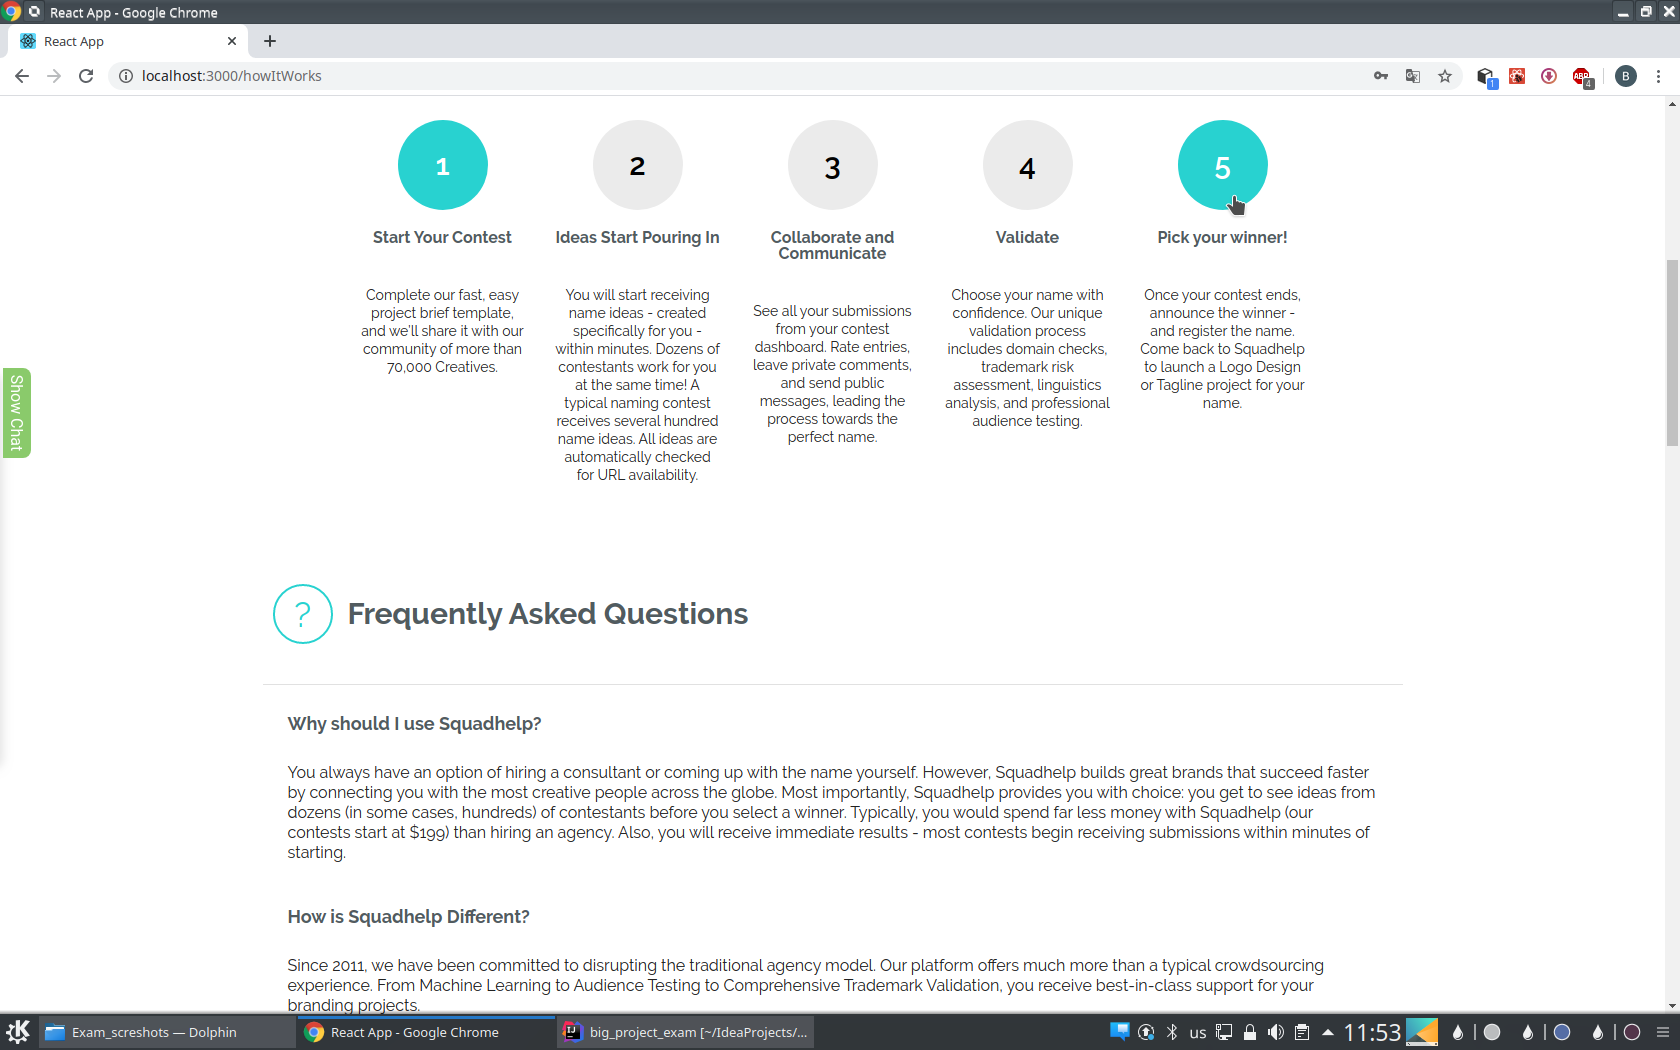 React App - Google Chrome
React App
localhost:3000/howItWorks
1
ABP
4
B
1
2
3
4
5
Start Your Contest
Ideas Start Pouring In
Collaborate and
Communicate
Validate
Pick your winner!
Complete our fast, easy
project brief template,
and we'll share it with our
community of more than
70,000 Creatives.
You will start receiving
name ideas - created
specifically for you -
within minutes. Dozens of
contestants work for you
at the same time! A
typical naming contest
receives several hundred
name ideas. All ideas are
automatically checked
for URL availability.
See all your submissions
from your contest
dashboard. Rate entries,
leave private comments,
and send public
messages, leading the
process towards the
perfect name.
Choose your name with
confidence. Our unique
validation process
includes domain checks,
trademark risk
assessment, linguistics
analysis, and professional
audience testing.
Once your contest ends,
announce the winner -
and register the name.
Come back to Squadhelp
to launch a Logo Design
or Tagline project for your
name.
Show Chat
? Frequently Asked Questions
Why should I use Squadhelp?
You always have an option of hiring a consultant or coming up with the name yourself. However, Squadhelp builds great brands that succeed faster
by connecting you with the most creative people across the globe. Most importantly, Squadhelp provides you with choice: you get to see ideas from
dozens (in some cases, hundreds) of contestants before you select a winner. Typically, you would spend far less money with Squadhelp (our
contests start at $199) than hiring an agency. Also, you will receive immediate results - most contests begin receiving submissions within minutes of
starting.
How is Squadhelp Different?
Since 2011, we have been committed to disrupting the traditional agency model. Our platform offers much more than a typical crowdsourcing
experience. From Machine Learning to Audience Testing to Comprehensive Trademark Validation, you receive best-in-class support for your
branding projects.
Exam_screshots — Dolphin
React App - Google Chrome
big_project_exam [~/IdeaProjects/...
us
11:53